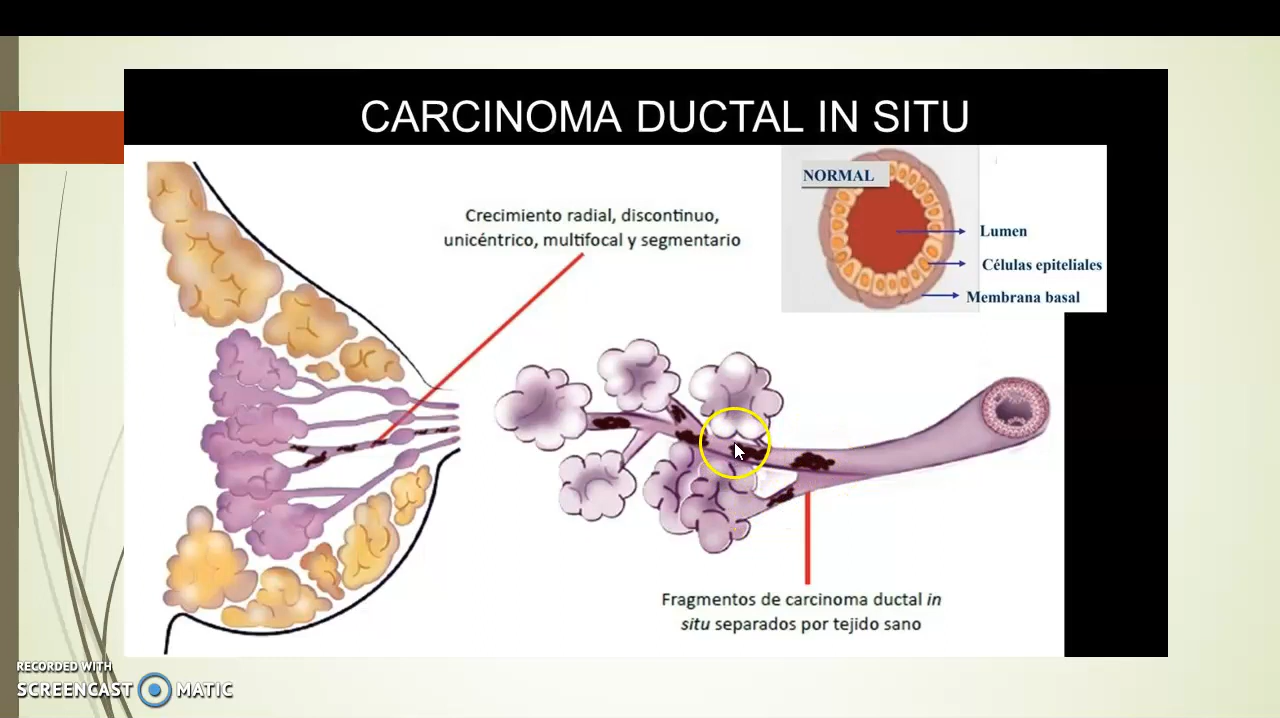 CARCINOMA DUCTAL IN SITU
Crecimiento radial, discontinuo,
unicéntrico, multifocal y segmentario
NORMAL
Lumen
Células epiteliales
Membrana basal
Fragmentos de carcinoma ductal in
situ separados por tejido sano
RECORDED WITH
SCREENCAST MATIC